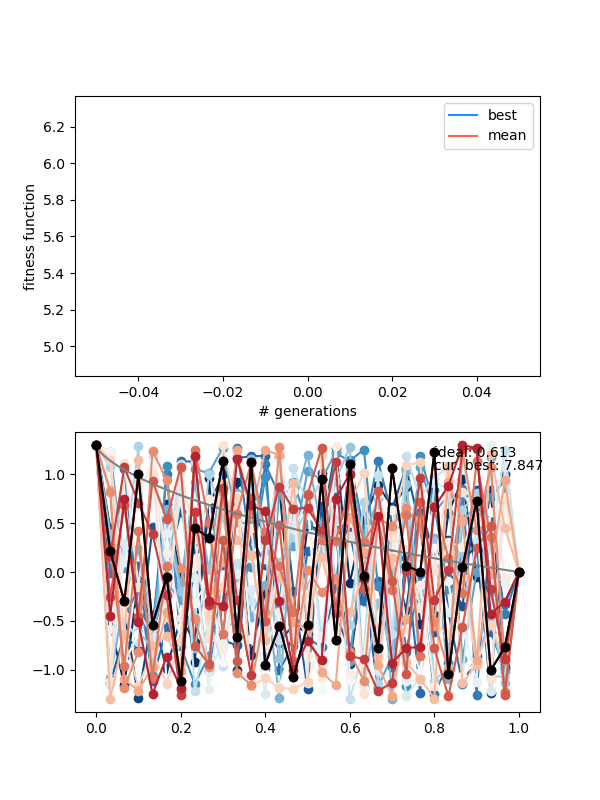 6.2
6.0
5.8
5.6
5.4
5.2
5.0
fitness function
best
mean
−0.04 −0.02 0.00 0.02 0.04
# generations
ideal: 0.613
cur. best: 7.847
1.0
0.5
0.0
−0.5
−1.0
0.0 0.2 0.4 0.6 0.8 1.0